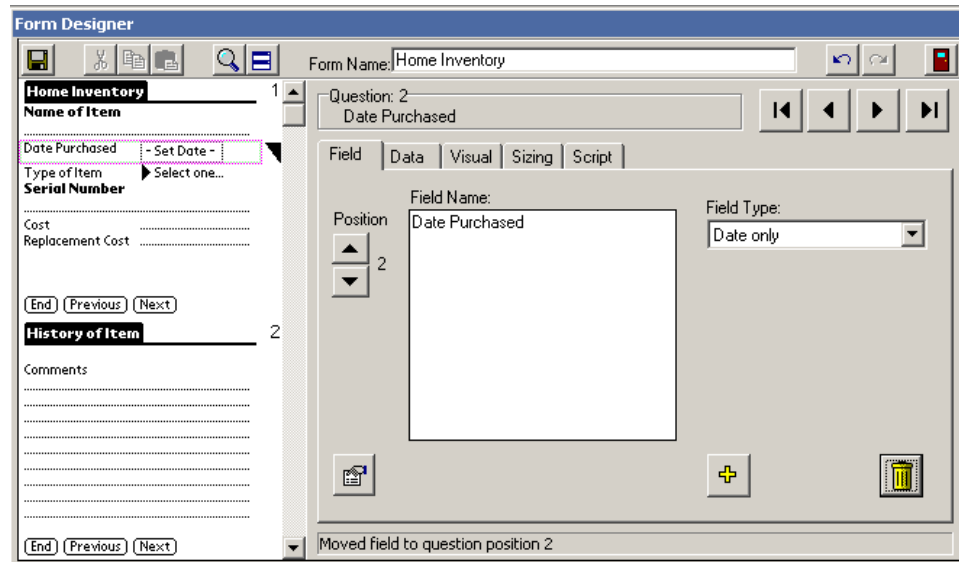 Form Designer
Form Name: Home Inventory
Home Inventory 1
Name of Item
Date Purchased - Set Date -
Type of Item Select one...
Serial Number
Cost
Replacement Cost
End Previous Next
History of Item 2
Comments
End Previous Next
Question: 2
Date Purchased
Field Data Visual Sizing Script
Field Name:
Position
2
Date Purchased
Field Type:
Date only
Moved field to question position 2